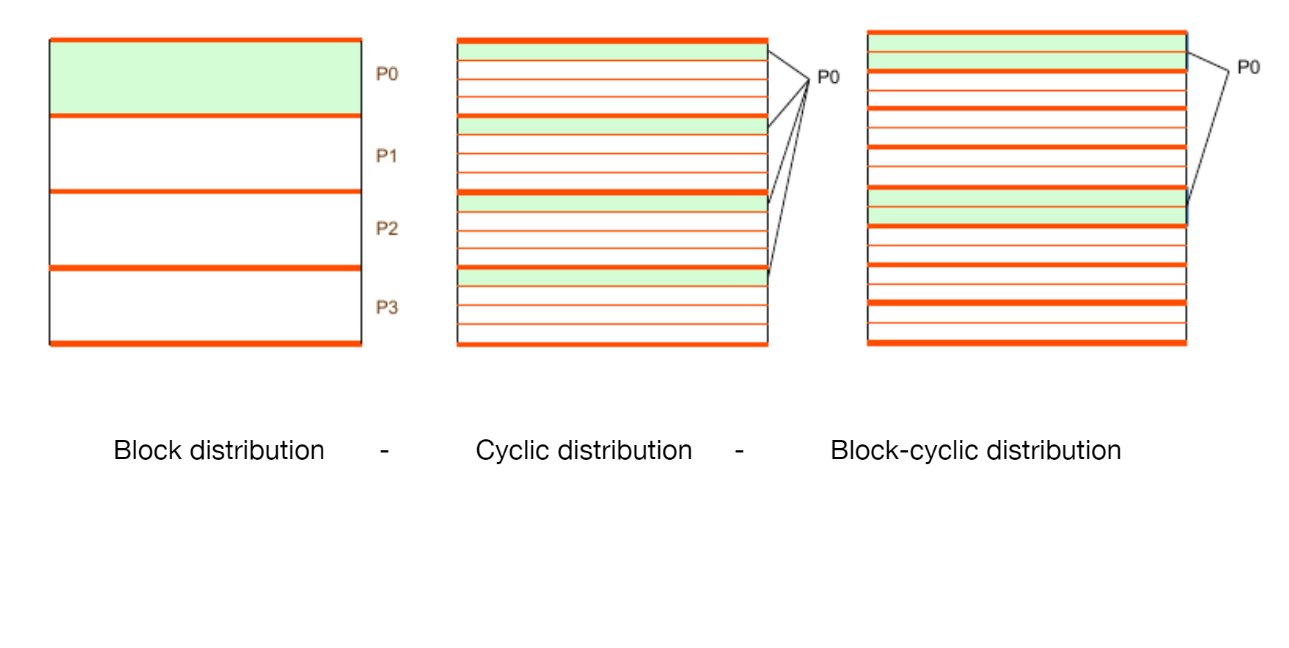 P0
P1
P2
P3
P0
P0
Block distribution - Cyclic distribution - Block-cyclic distribution